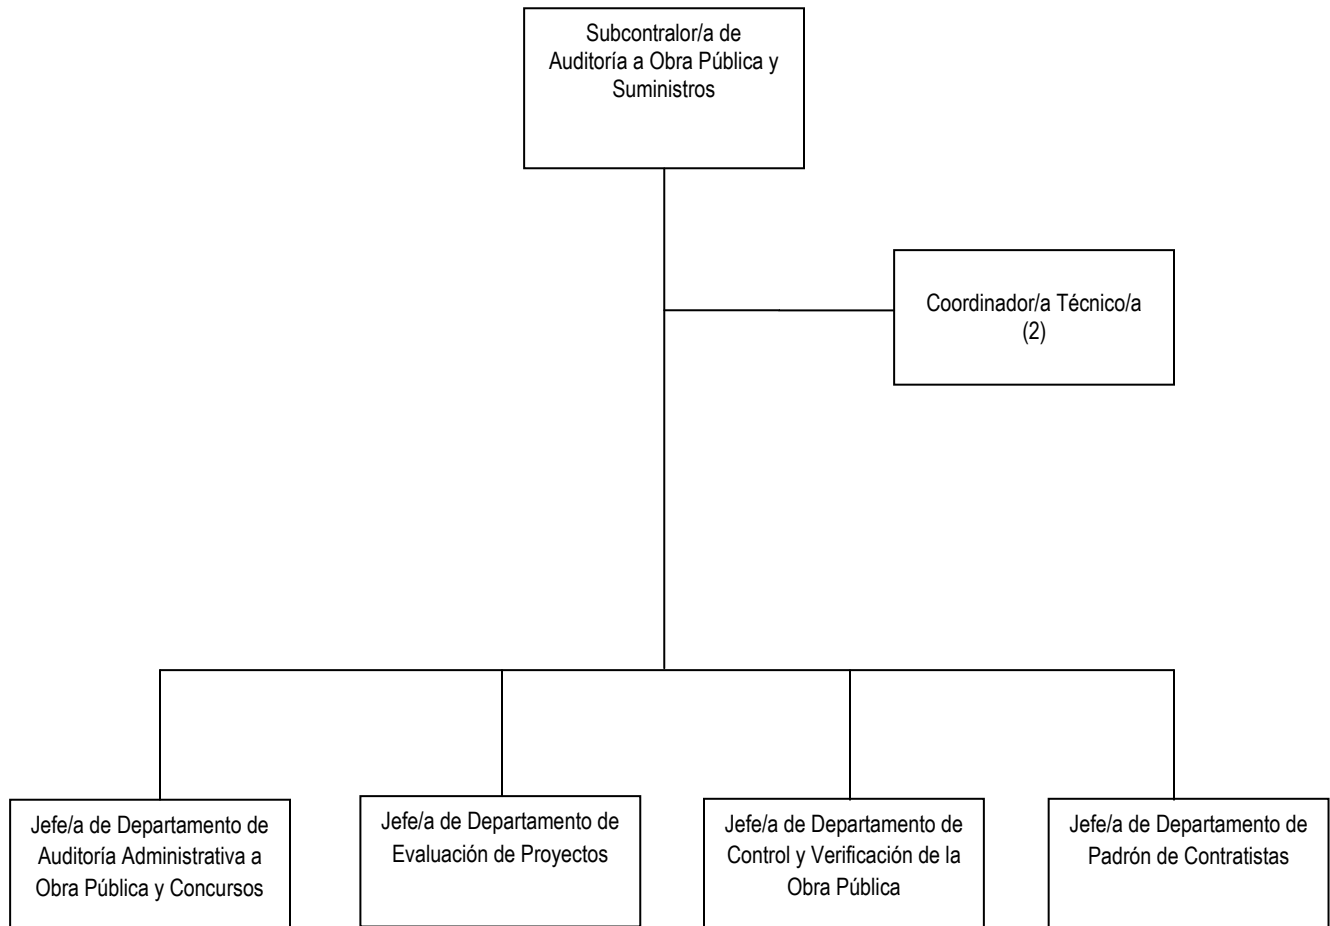 Subcontralor/a de
Auditoría a Obra Pública y
Suministros
Coordinador/a Técnico/a
(2)
Jefe/a de Departamento de
Auditoría Administrativa a
Obra Pública y Concursos
Jefe/a de Departamento de
Evaluación de Proyectos
Jefe/a de Departamento de
Control y Verificación de la
Obra Pública
Jefe/a de Departamento de
Padrón de Contratistas